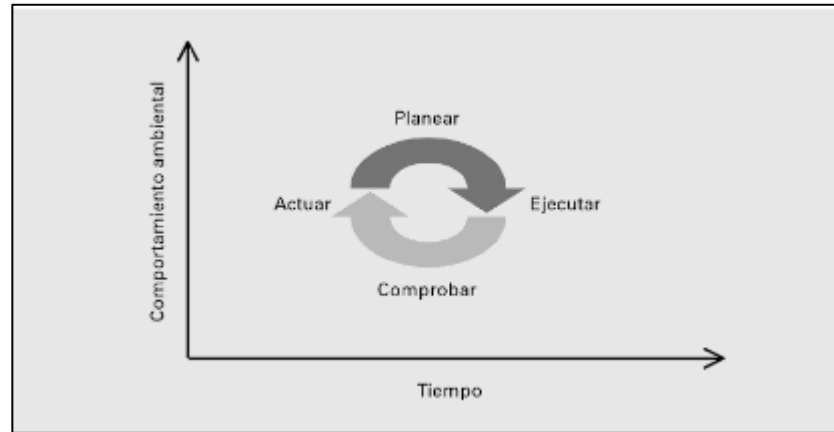 Comportamiento ambiental
Planear
Actuar
Ejecutar
Comprobar
Tiempo